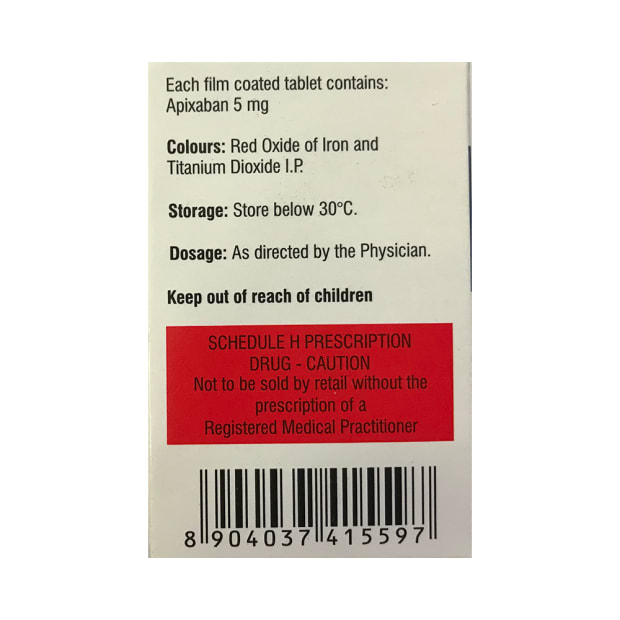 Each film coated tablet contains:
Apixaban 5 mg
Colours: Red Oxide of Iron and
Titanium Dioxide I.P.
Storage: Store below 30°C.
Dosage: As directed by the Physician.
Keep out of reach of children
SCHEDULE H PRESCRIPTION
DRUG - CAUTION
Not to be sold by retail without the
prescription of a
Registered Medical Practitioner
8 904037 415597